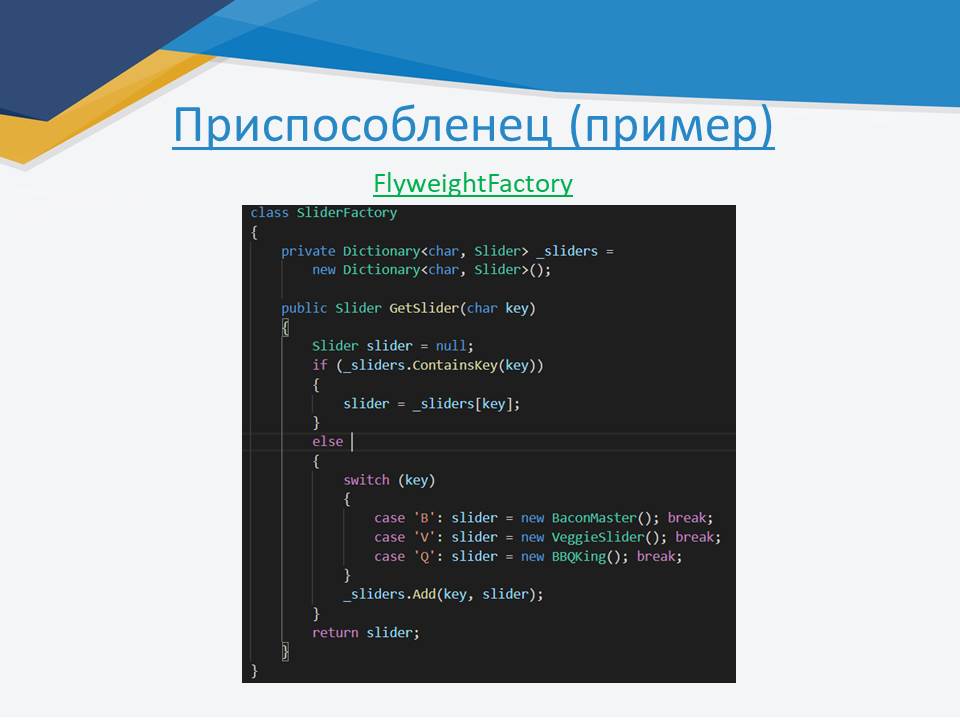 Приспособленец (пример)
FlyweightFactory
class SliderFactory
{
    private Dictionary<char, Slider> _sliders =
        new Dictionary<char, Slider>();

    public Slider GetSlider(char key)
    {
        Slider slider = null;
        if (_sliders.ContainsKey(key))
        {
            slider = _sliders[key];
        }
        else
        {
            switch (key)
            {
                case 'B': slider = new BaconMaster(); break;
                case 'V': slider = new VeggieSlider(); break;
                case 'Q': slider = new BBQKing(); break;
            }
            _sliders.Add(key, slider);
        }
        return slider;
    }
}